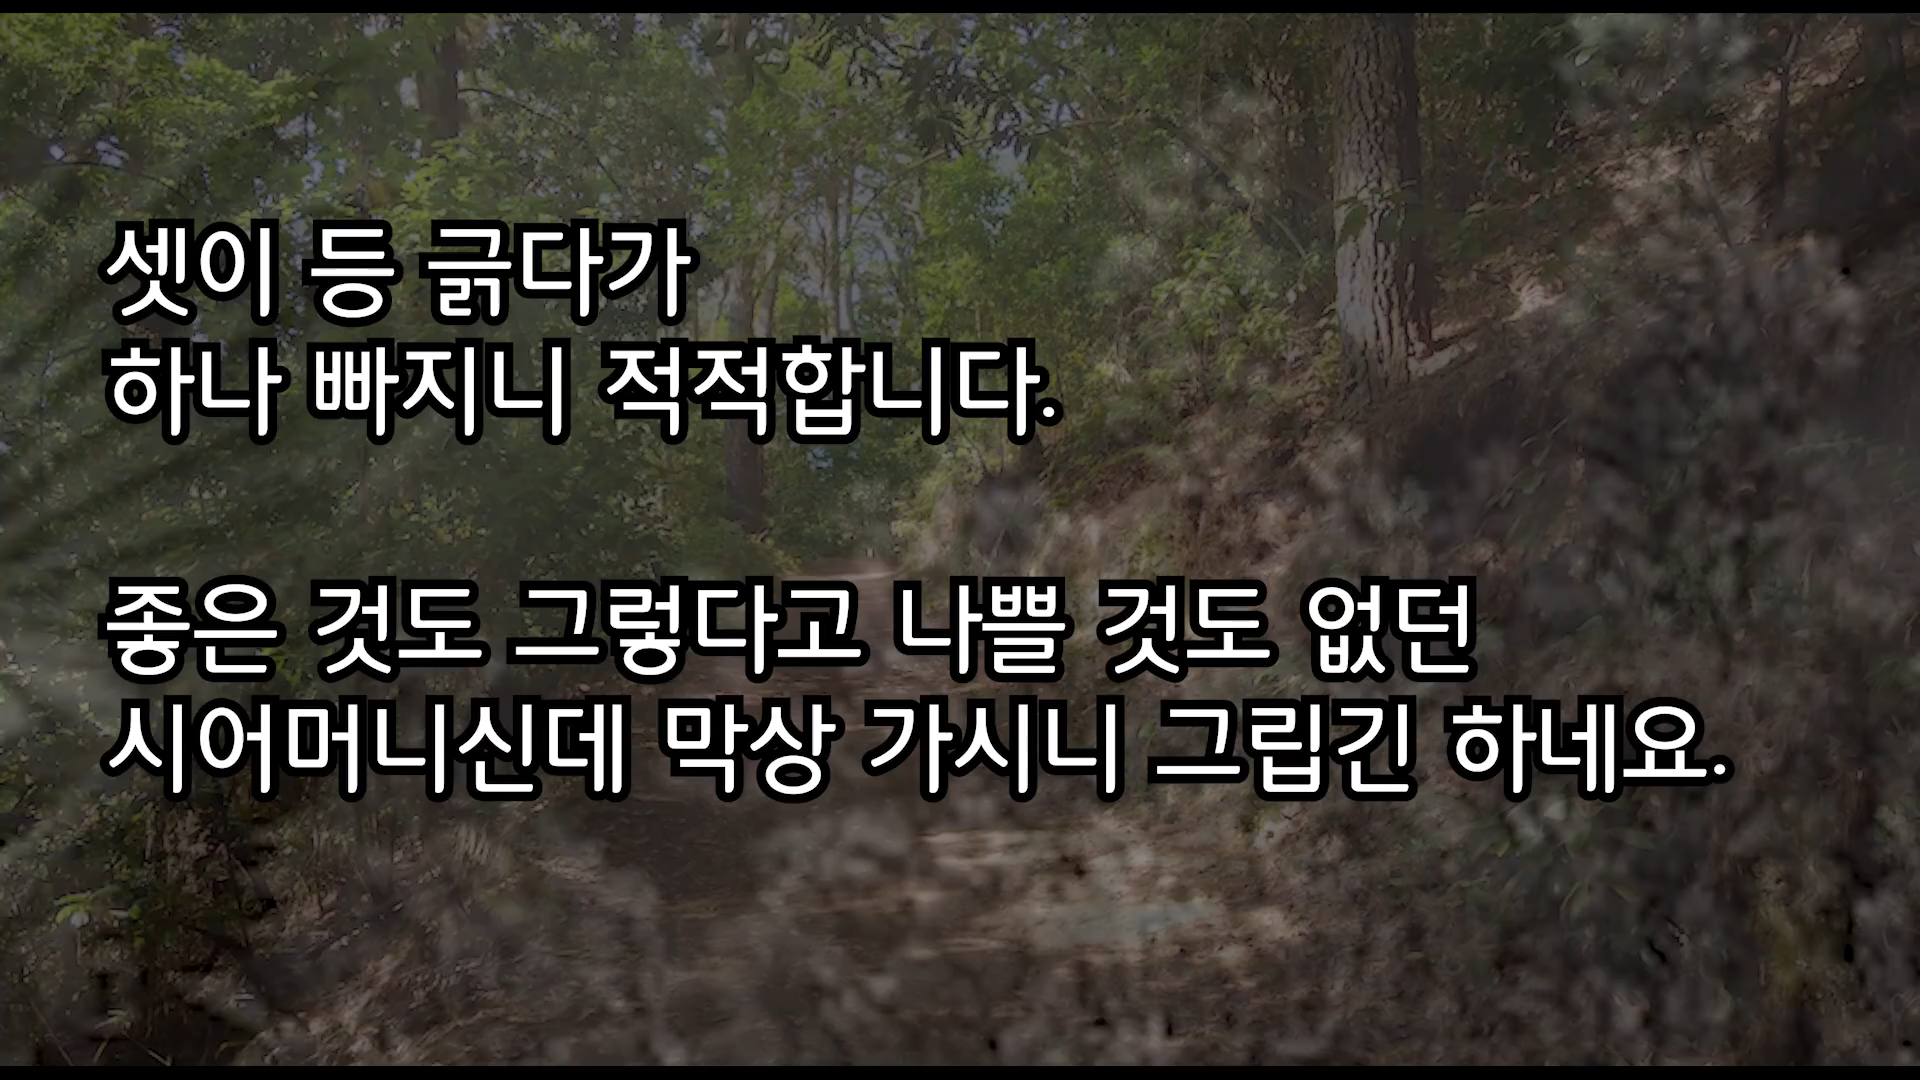 셋이 등 긁다가
하나 빠지니 적적합니다.
좋은 것도 그렇다고 나쁠 것도 없던
시어머니신데 막상 가시니 그립긴 하네요.